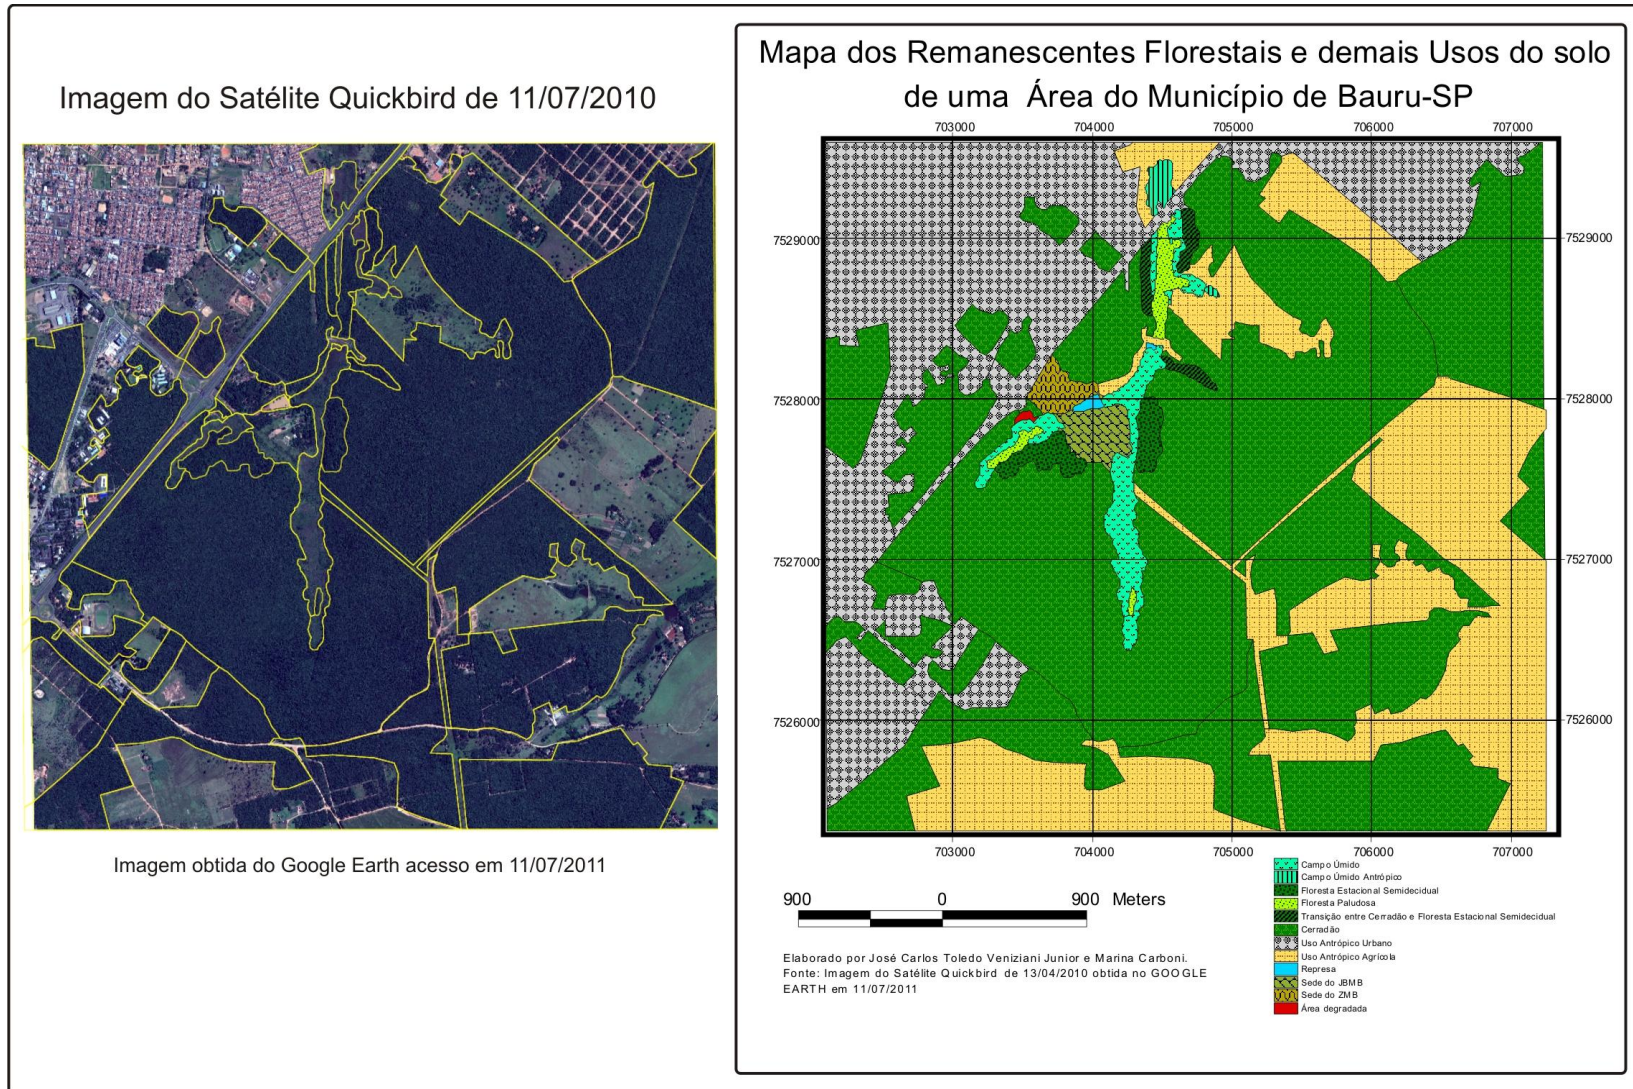 Imagem do Satélite Quickbird de 11/07/2010
Imagem obtida do Google Earth acesso em 11/07/2011
Mapa dos Remanescentes Florestais e demais Usos do solo
de uma Área do Município de Bauru-SP
703000 704000 705000 706000 707000
7529000 7529000
7528000 7528000
7527000 7527000
7526000 7526000
703000 704000 705000 706000 707000
900 0 900 Meters
Elaborado por José Carlos Toledo Veniziani Junior e Marina Carboni.
Fonte: Imagem do Satélite Quickbird de 13/04/2010 obtida no GOOGLE
EARTH em 11/07/2011
Campo Úmido
Campo Úmido Antrópico
Floresta Estacional Semidecidual
Floresta Paludosa
Transição entre Cerradão e Floresta Estacional Semidecidual
Cerradão
Uso Antrópico Urbano
Uso Antrópico Agrícola
Represa
Sede do JBMB
Sede do ZMB
Área degradada